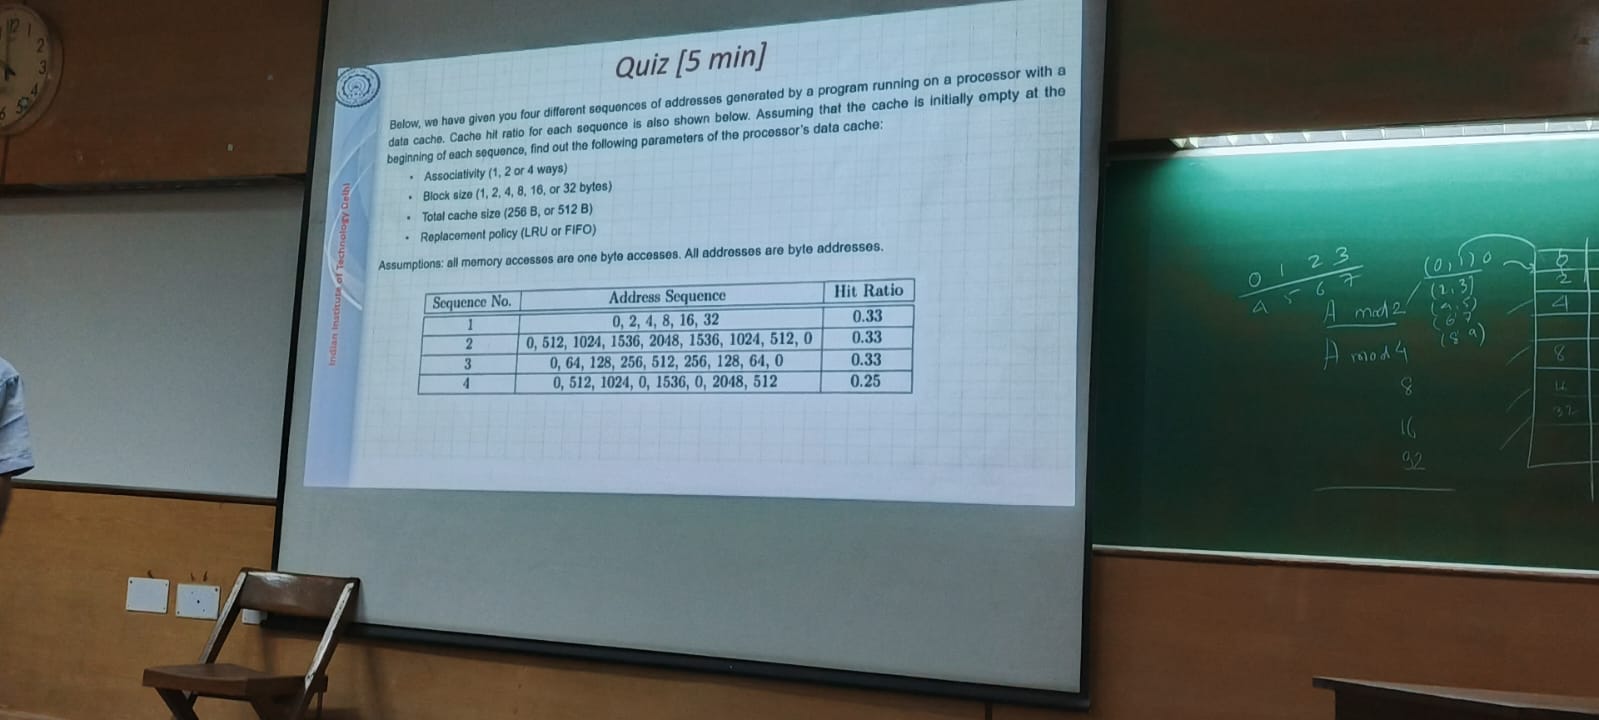 12
1
2
3
4
5
6
Quiz [5 min]
Below, we have given you four different sequences of addresses generated by a program running on a processor with a
data cache. Cache hit ratio for each sequence is also shown below. Assuming that the cache is initially empty at the
beginning of each sequence, find out the following parameters of the processor's data cache:
• Associativity (1, 2 or 4 ways)
• Block size (1, 2, 4, 8, 16, or 32 bytes)
• Total cache size (256 B, or 512 B)
• Replacement policy (LRU or FIFO)
Assumptions: all memory accesses are one byte accesses. All addresses are byte addresses.
Sequence No. Address Sequence Hit Ratio
1 0, 2, 4, 8, 16, 32 0.33
2 0, 512, 1024, 1536, 2048, 1536, 1024, 512, 0 0.33
3 0, 64, 128, 256, 512, 256, 128, 64, 0 0.33
4 0, 512, 1024, 0, 1536, 0, 2048, 512 0.25
Indian Institute of Technology Delhi
0 1 2 3
4 5 6 7
A mod 2
A mod 4
8
16
32
(0, 1) 0
(2, 3)
(4, 5)
(6 7
(8 9)
0
2
4
8
16
32